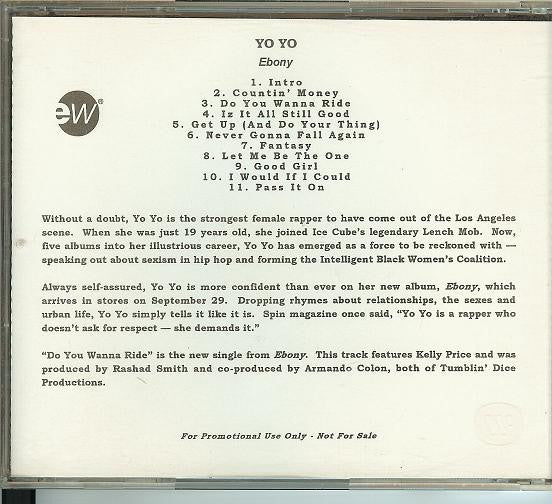 YO YO
Ebony
eW®
1. Intro
2. Countin' Money
3. Do You Wanna Ride
4. Iz It All Still Good
5. Get Up (And Do Your Thing)
6. Never Gonna Fall Again
7. Fantasy
8. Let Me Be The One
9. Good Girl
10. I Would If I Could
11. Pass It On
Without a doubt, Yo Yo is the strongest female rapper to have come out of the Los Angeles
scene. When she was just 19 years old, she joined Ice Cube's legendary Lench Mob. Now,
five albums into her illustrious career, Yo Yo has emerged as a force to be reckoned with —
speaking out about sexism in hip hop and forming the Intelligent Black Women's Coalition.
Always self-assured, Yo Yo is more confident than ever on her new album, Ebony, which
arrives in stores on September 29. Dropping rhymes about relationships, the sexes and
urban life, Yo Yo simply tells it like it is. Spin magazine once said, "Yo Yo is a rapper who
doesn't ask for respect — she demands it."
"Do You Wanna Ride" is the new single from Ebony. This track features Kelly Price and was
produced by Rashad Smith and co-produced by Armando Colon, both of Tumblin' Dice
Productions.
For Promotional Use Only - Not For Sale